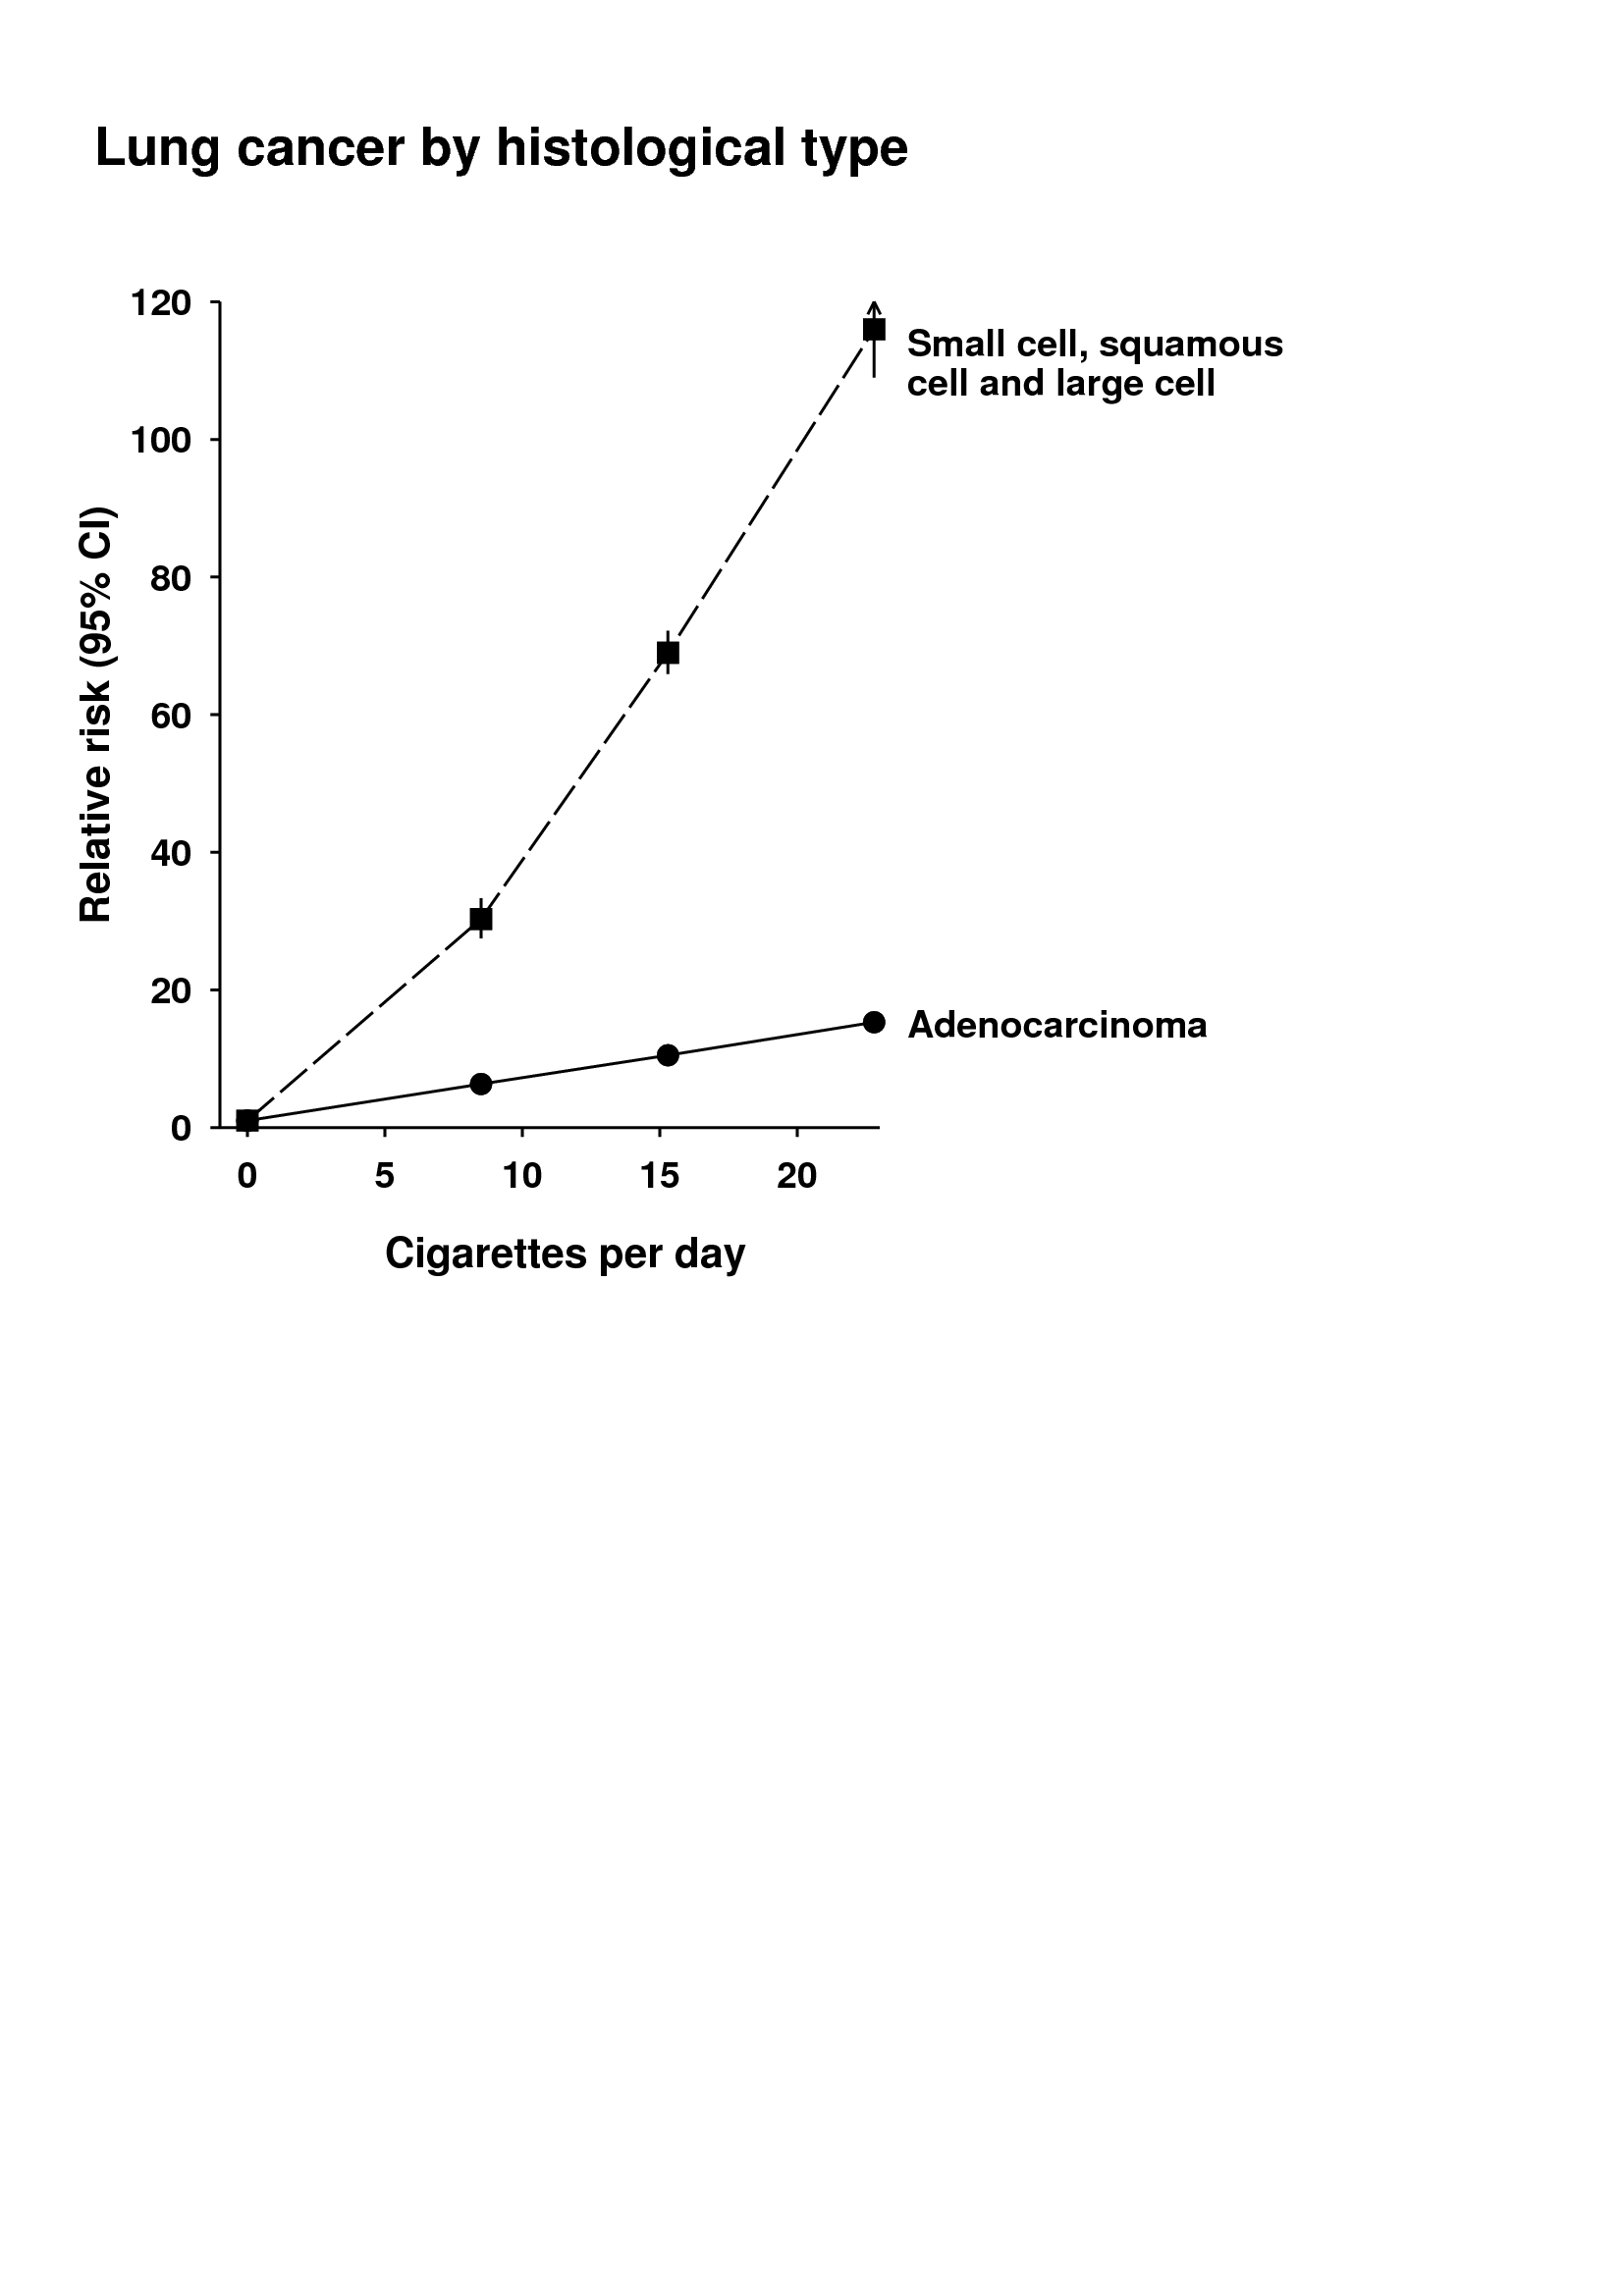 Lung cancer by histological type
120
100
80
60
40
20
0
Relative risk (95% CI)
Small cell, squamous
cell and large cell
Adenocarcinoma
0 5 10 15 20
Cigarettes per day